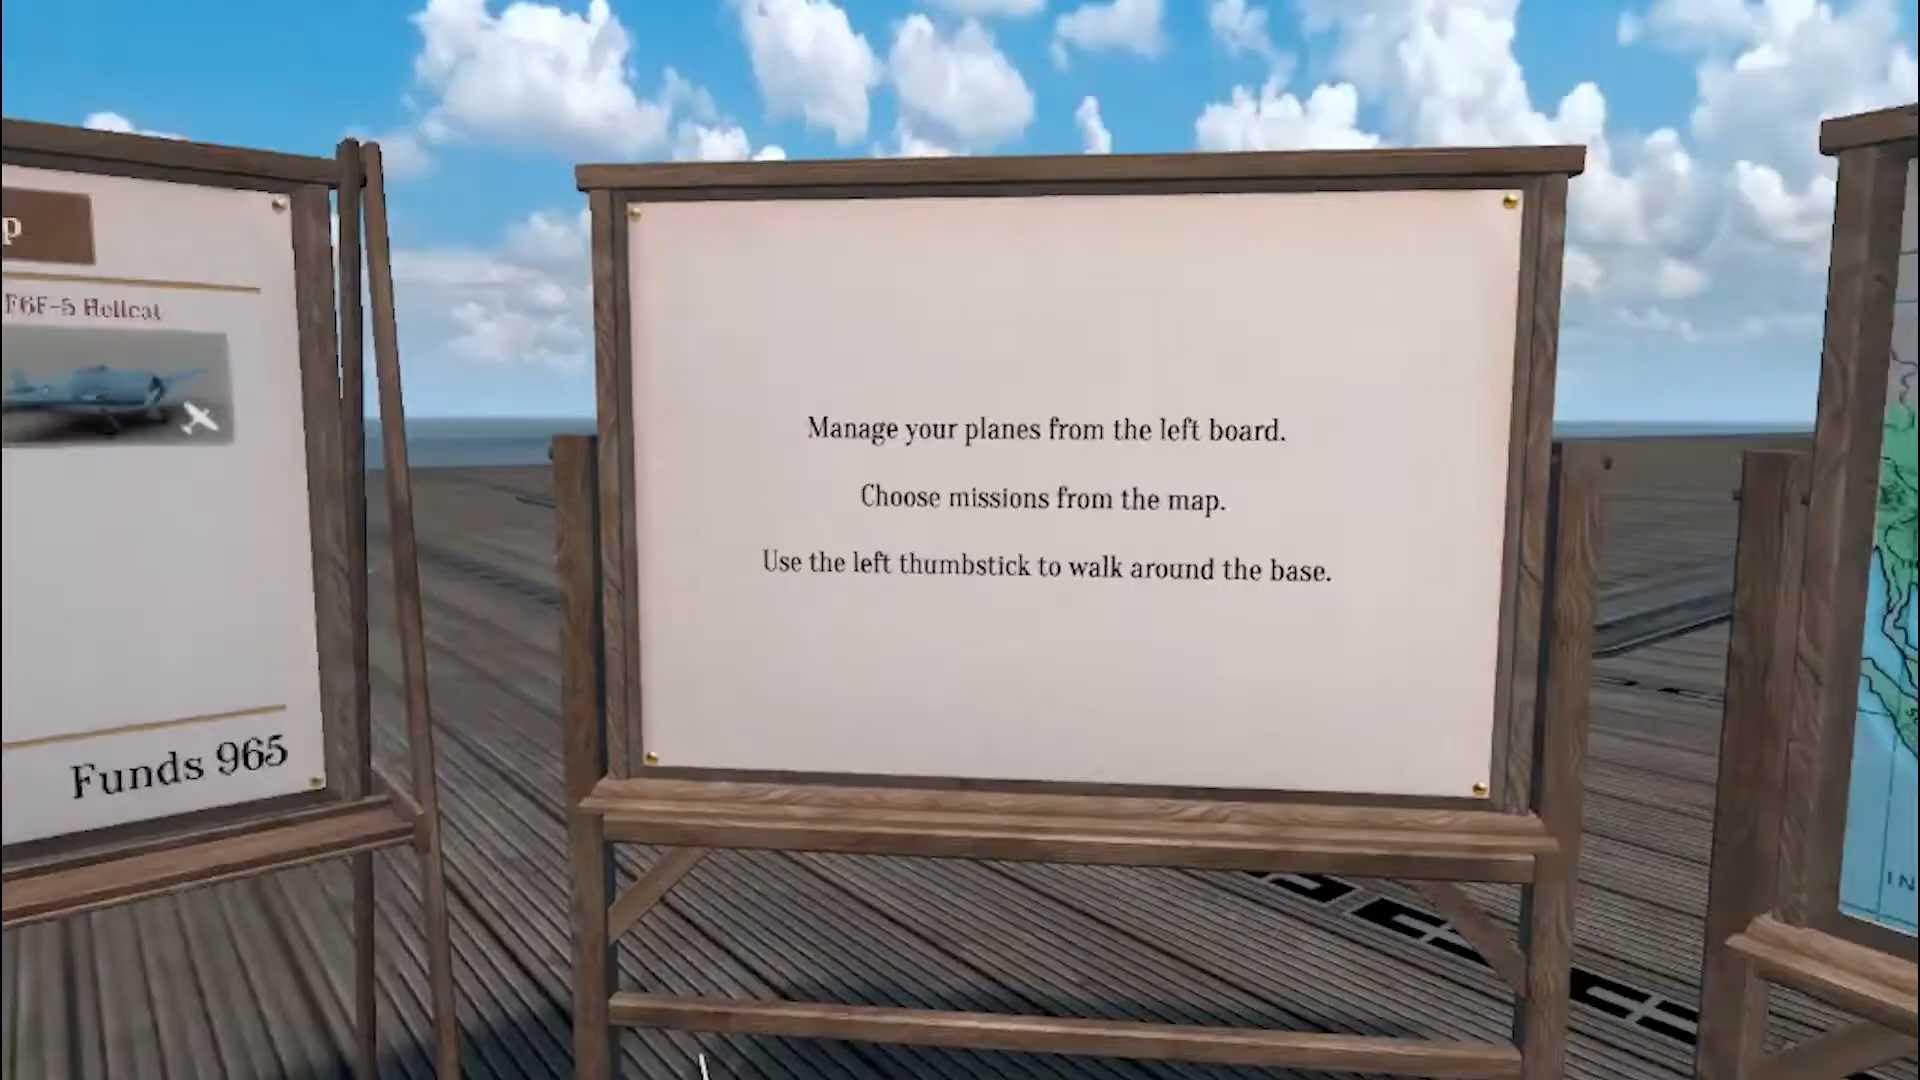 F6F-5 Hellcat
Funds 965
Manage your planes from the left board.
Choose missions from the map.
Use the left thumbstick to walk around the base.
IN